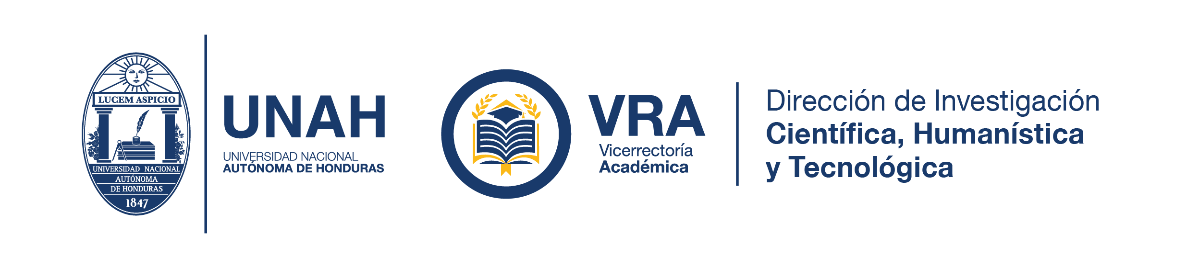 LUCEM ASPICIO
UNIVERSIDAD NACIONAL
AUTÓNOMA
DE HONDURAS
1847
UNAH
UNIVERSIDAD NACIONAL
AUTÓNOMA DE HONDURAS
VRA
Vicerrectoría
Académica
Dirección de Investigación
Científica, Humanística
y Tecnológica